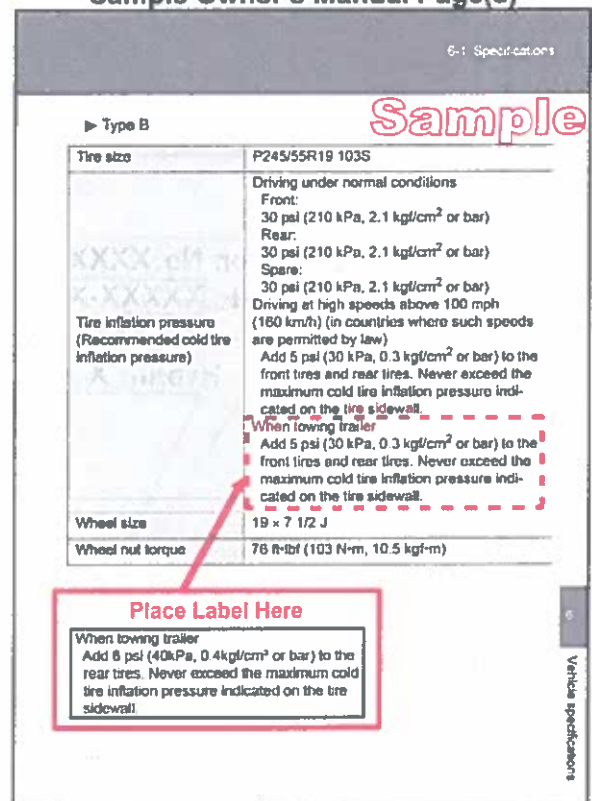 Sample Owner's Manual Page(s)
6-1 Specifications
Sample
▶ Type B
Tire size
P245/55R19 103S
Tire inflation pressure
(Recommended cold tire
inflation pressure)
Driving under normal conditions
Front:
30 psi (210 kPa, 2.1 kgf/cm² or bar)
Rear:
30 psi (210 kPa, 2.1 kgf/cm² or bar)
Spare:
30 psi (210 kPa, 2.1 kgf/cm² or bar)
Driving at high speeds above 100 mph
(160 km/h) (in countries where such speeds
are permitted by law)
Add 5 psi (30 kPa, 0.3 kgf/cm² or bar) to the
front tires and rear tires. Never exceed the
maximum cold tire inflation pressure indi-
cated on the tire sidewall.
When towing trailer
Add 5 psi (30 kPa, 0.3 kgf/cm² or bar) to the
front tires and rear tires. Never exceed the
maximum cold tire inflation pressure indi-
cated on the tire sidewall.
Wheel size
19 × 7 1/2 J
Wheel nut torque
76 ft•lbf (103 N•m, 10.5 kgf•m)
Place Label Here
When towing trailer
Add 6 psi (40kPa, 0.4kgf/cm² or bar) to the
rear tires. Never exceed the maximum cold
tire inflation pressure indicated on the tire
sidewall.
6
Vehicle specifications